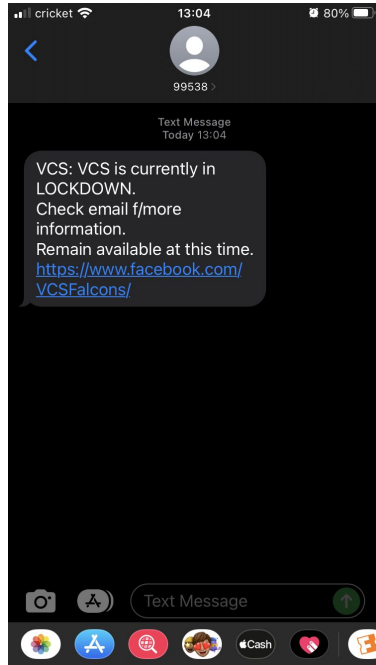 cricket 13:04 80%
99538 >
Text Message
Today 13:04
VCS: VCS is currently in
LOCKDOWN.
Check email f/more
information.
Remain available at this time.
https://www.facebook.com/
VCSFalcons/
Text Message
Cash